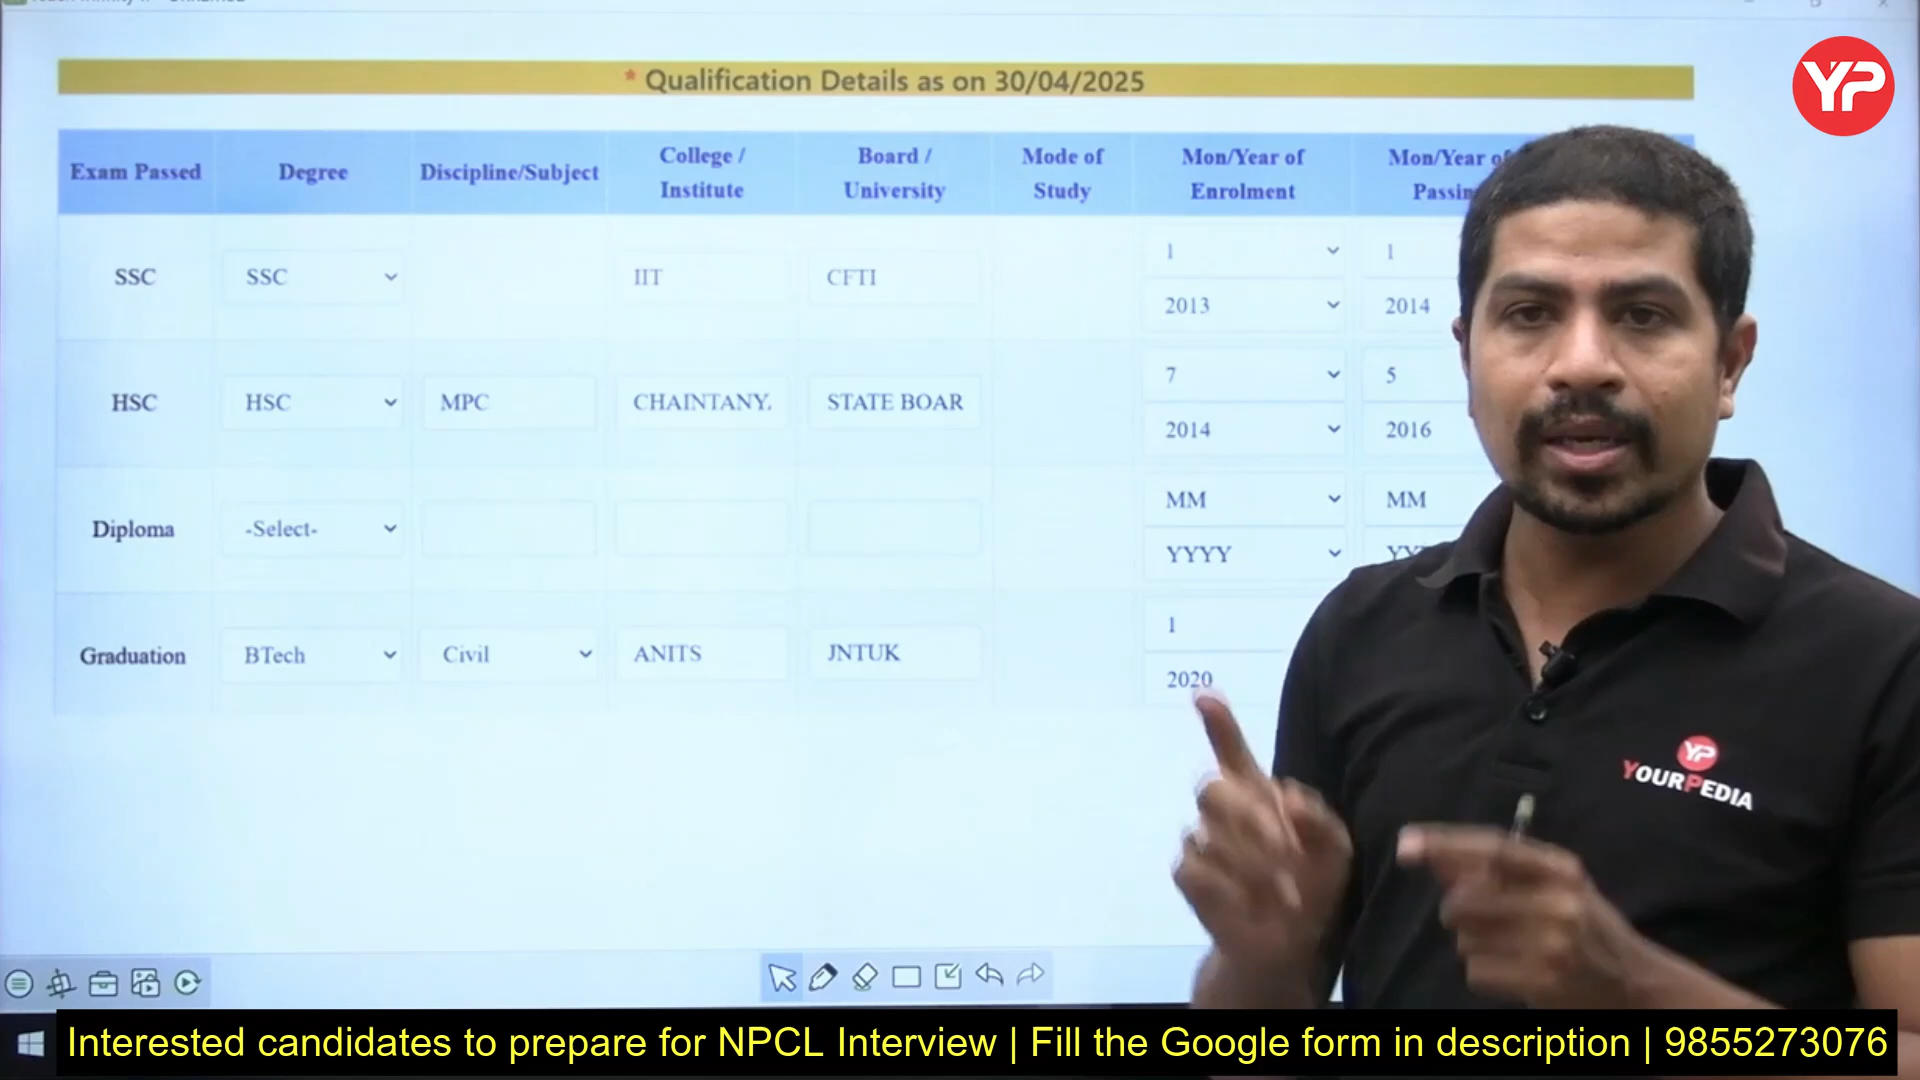 * Qualification Details as on 30/04/2025
YP
Exam Passed Degree Discipline/Subject College / Institute Board / University Mode of Study Mon/Year of Enrolment Mon/Year of
SSC SSC IIT CFTI 1 1
2013 2014
HSC HSC MPC CHAINTANY. STATE BOAR 7 5
2014 2016
Diploma -Select- MM MM
YYYY
Graduation BTech Civil ANITS JNTUK 1
2020
YP
YOURPEDIA
Interested candidates to prepare for NPCL Interview | Fill the Google form in description | 9855273076